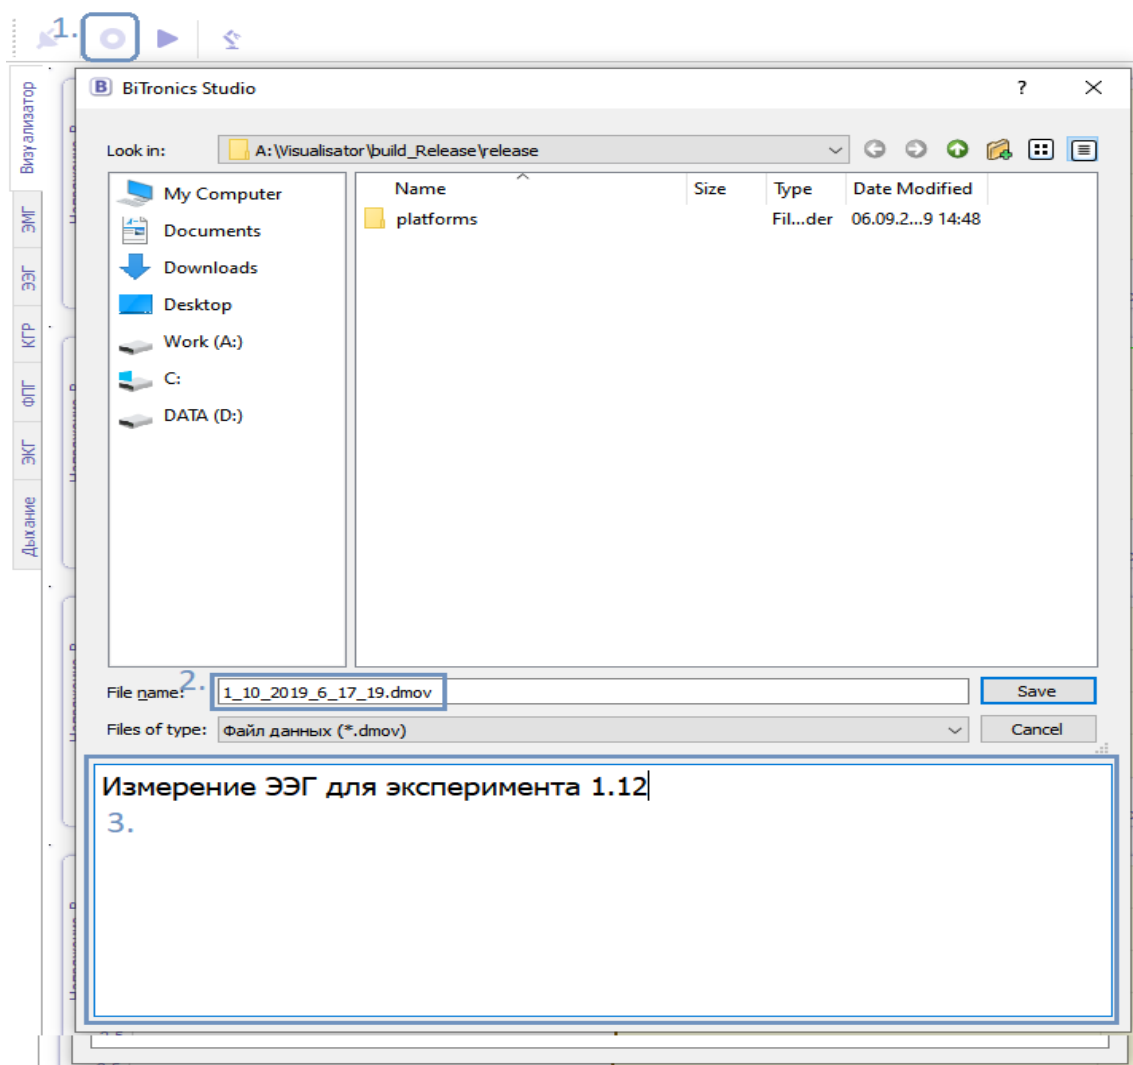 1.
B BiTronics Studio ? 
Look in: A:\Visualisator\build_Release\release
Визуализатор
ЭМГ
ЭЭГ
КГР
ФПГ
ЭКГ
Дыхание
My Computer
Documents
Downloads
Desktop
Work (A:)
C:
DATA (D:)
Name Size Type Date Modified
platforms Fil...der 06.09.2...9 14:48
File name: 2. 1_10_2019_6_17_19.dmov Save
Files of type: Файл данных (*.dmov) Cancel
Измерение ЭЭГ для эксперимента 1.12
3.